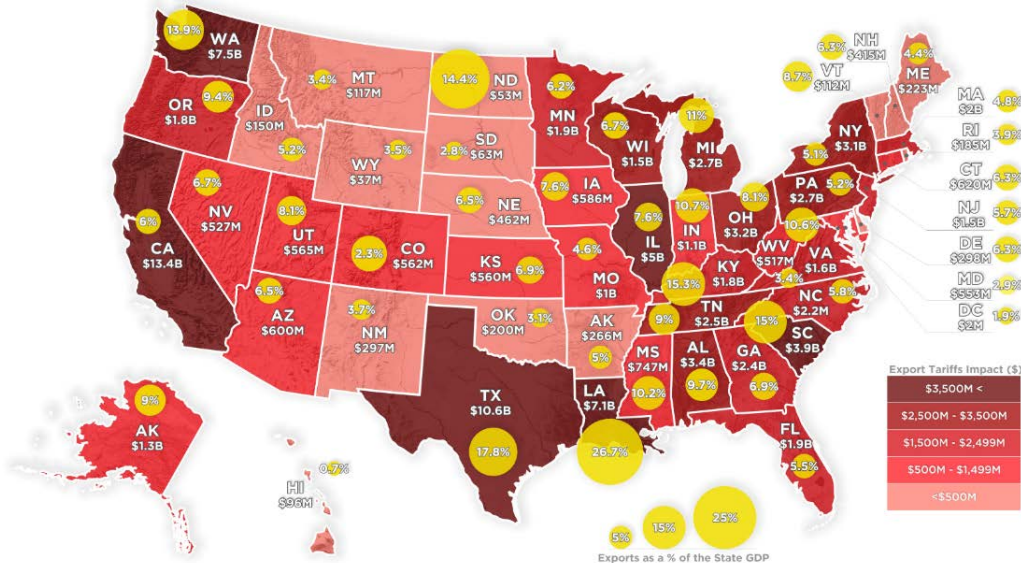 13.9%
WA
$7.5B
9.4%
OR
$1.8B
ID
$150M
5.2%
3.4%
MT
$117M
14.4%
ND
$53M
6.2%
MN
$1.9B
2.8%
SD
$63M
WY
$37M
3.5%
6.7%
WI
$1.5B
11%
MI
$2.7B
6.3%
NH
$415M
8.7%
VT
$112M
4.4%
ME
$223M
MA
$2B
4.8%
RI
$185M
3.9%
CT
$620M
6.3%
NJ
$1.5B
5.7%
DE
$298M
6.3%
MD
$553M
2.9%
DC
$2M
1.9%
NY
$3.1B
5.1%
PA
$2.7B
5.2%
6%
CA
$13.4B
6.7%
NV
$527M
8.1%
UT
$565M
2.3%
CO
$562M
6.5%
NE
$462M
7.6%
IA
$586M
7.6%
IL
$5B
10.7%
IN
$1.1B
8.1%
OH
$3.2B
10.6%
WV
$517M
VA
$1.6B
3.4%
KS
$560M
6.9%
4.6%
MO
$1B
15.3%
KY
$1.8B
NC
$2.2B
5.8%
9%
TN
$2.5B
15%
SC
$3.9B
6.5%
AZ
$600M
3.7%
NM
$297M
OK
$200M
3.1%
AK
$266M
5%
MS
$747M
10.2%
AL
$3.4B
9.7%
GA
$2.4B
6.9%
TX
$10.6B
17.8%
LA
$7.1B
26.7%
FL
$1.9B
5.5%
9%
AK
$1.3B
0.7%
HI
$96M
5%
15%
25%
Exports as a % of the State GDP
Export Tariffs Impact ($)
$3,500M <
$2,500M - $3,500M
$1,500M - $2,499M
$500M - $1,499M
<$500M